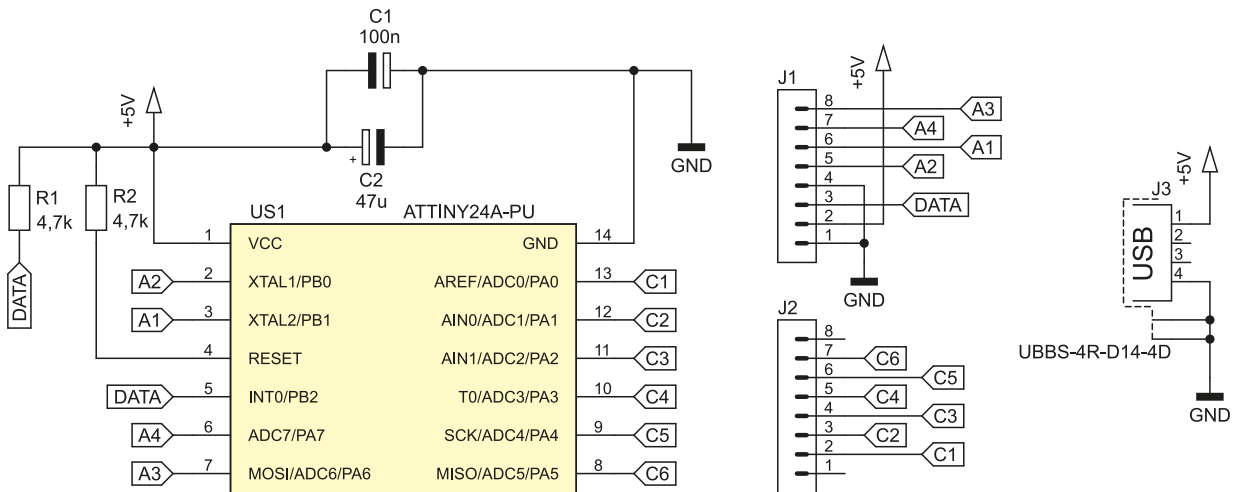 C1
100n
+5V
+
C2
47u
GND
R1
4,7k
R2
4,7k
DATA
US1 ATTINY24A-PU
1 VCC GND 14
A2 2 XTAL1/PB0 AREF/ADC0/PA0 13 C1
A1 3 XTAL2/PB1 AIN0/ADC1/PA1 12 C2
4 RESET AIN1/ADC2/PA2 11 C3
DATA 5 INT0/PB2 T0/ADC3/PA3 10 C4
A4 6 ADC7/PA7 SCK/ADC4/PA4 9 C5
A3 7 MOSI/ADC6/PA6 MISO/ADC5/PA5 8 C6
J1
+5V
8 A3
7 A4
6 A1
5 A2
4
3 DATA
2
1
GND
J2
8
7 C6
6 C5
5 C4
4 C3
3 C2
2 C1
1
J3
+5V
USB
1
2
3
4
UBBS-4R-D14-4D
GND